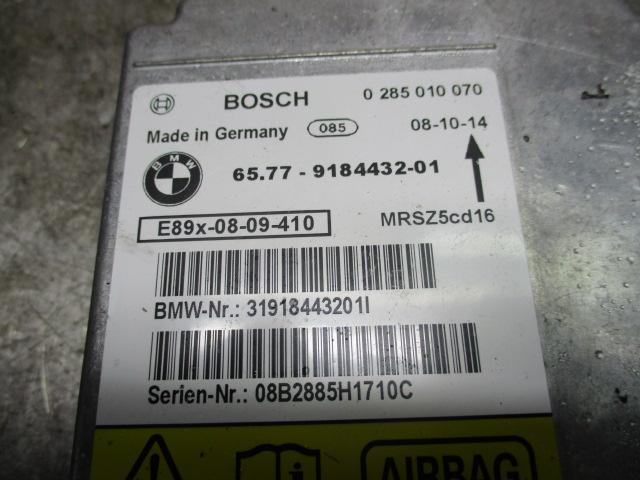 BOSCH 0 285 010 070
Made in Germany 085 08-10-14
BMW 65.77 - 9184432-01
E89x-08-09-410 MRSZ5cd16
BMW-Nr.: 31918443201I
Serien-Nr.: 08B2885H1710C
AIRBAG